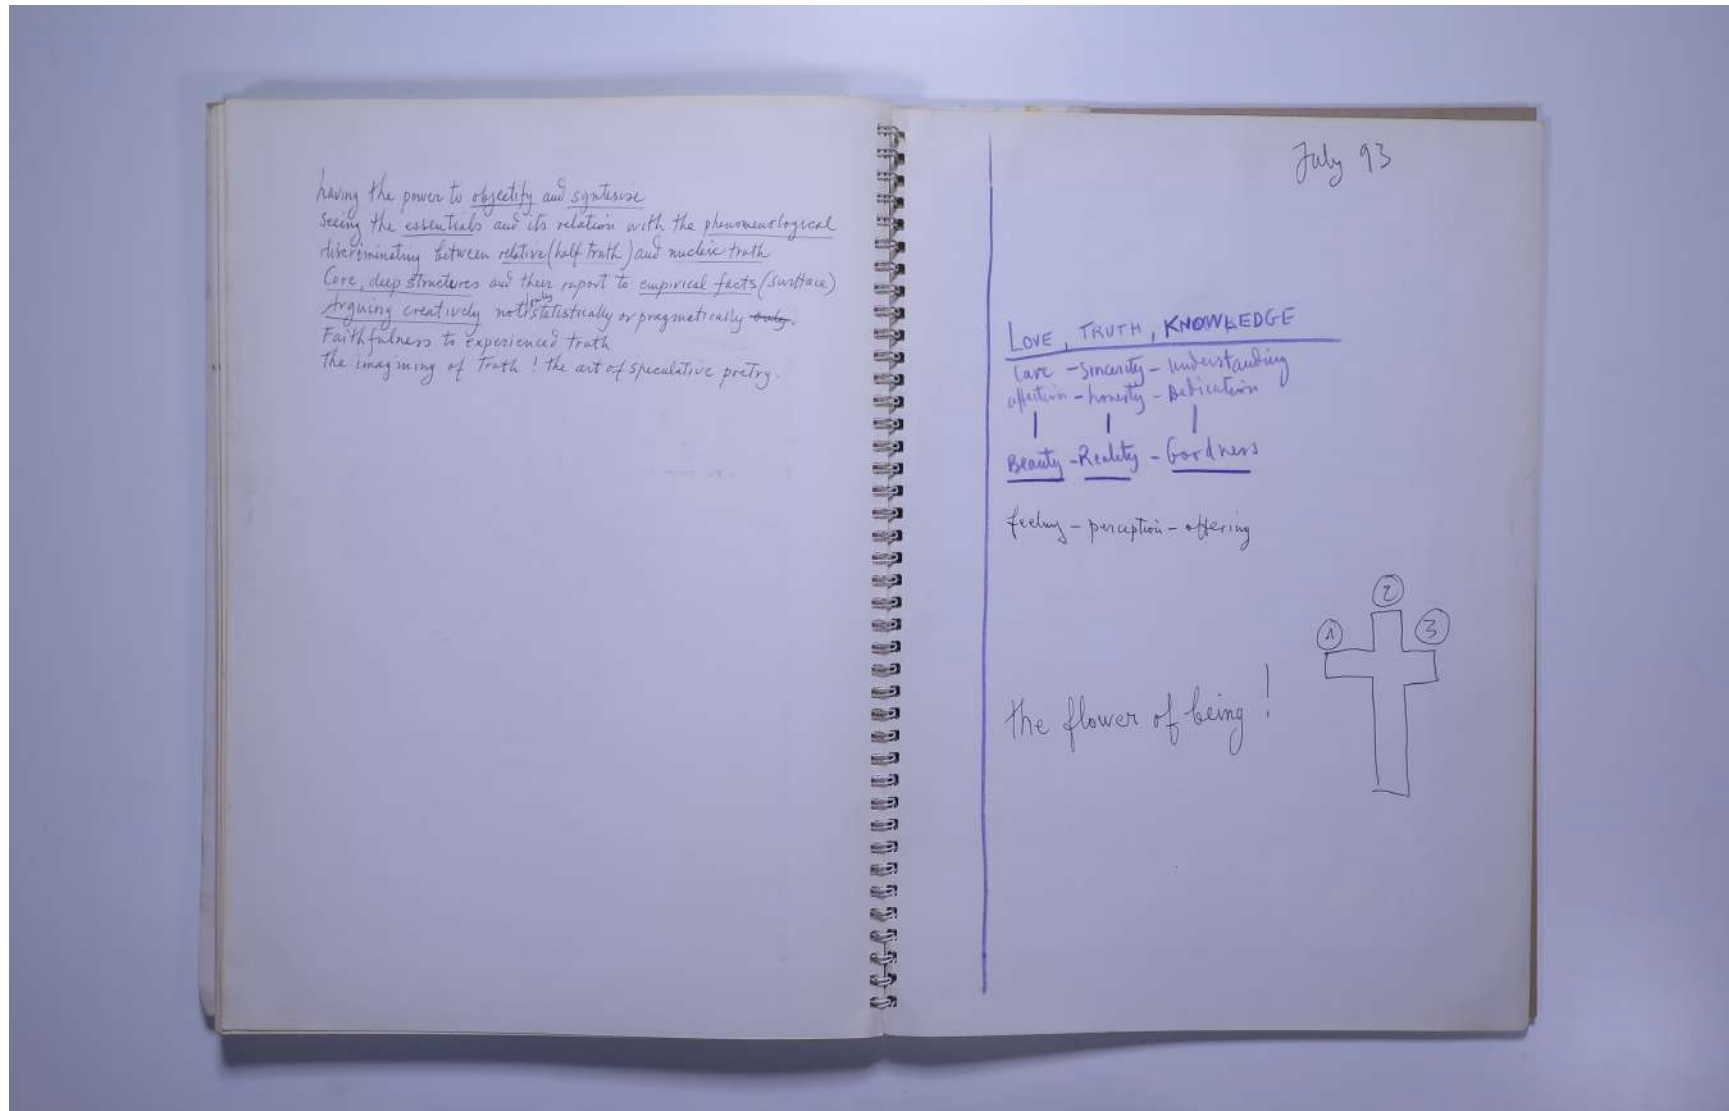 having the power to objectify and syntesise
seeing the essentials and its relation with the phenomenological
discriminating between relative (half truth) and nucleic truth
Core, deep structures and their raport to empirical facts (surface)
Arguing creatively not only statistically or pragmatically only.
Faithfulness to experienced truth
The imagining of Truth! the art of speculative poetry.
July 93
LOVE, TRUTH, KNOWLEDGE
Care - Sincerity - Understanding
affection - honesty - Dedication
Beauty - Reality - Goodness
feeling - perception - offering
2
1 3
the flower of being!